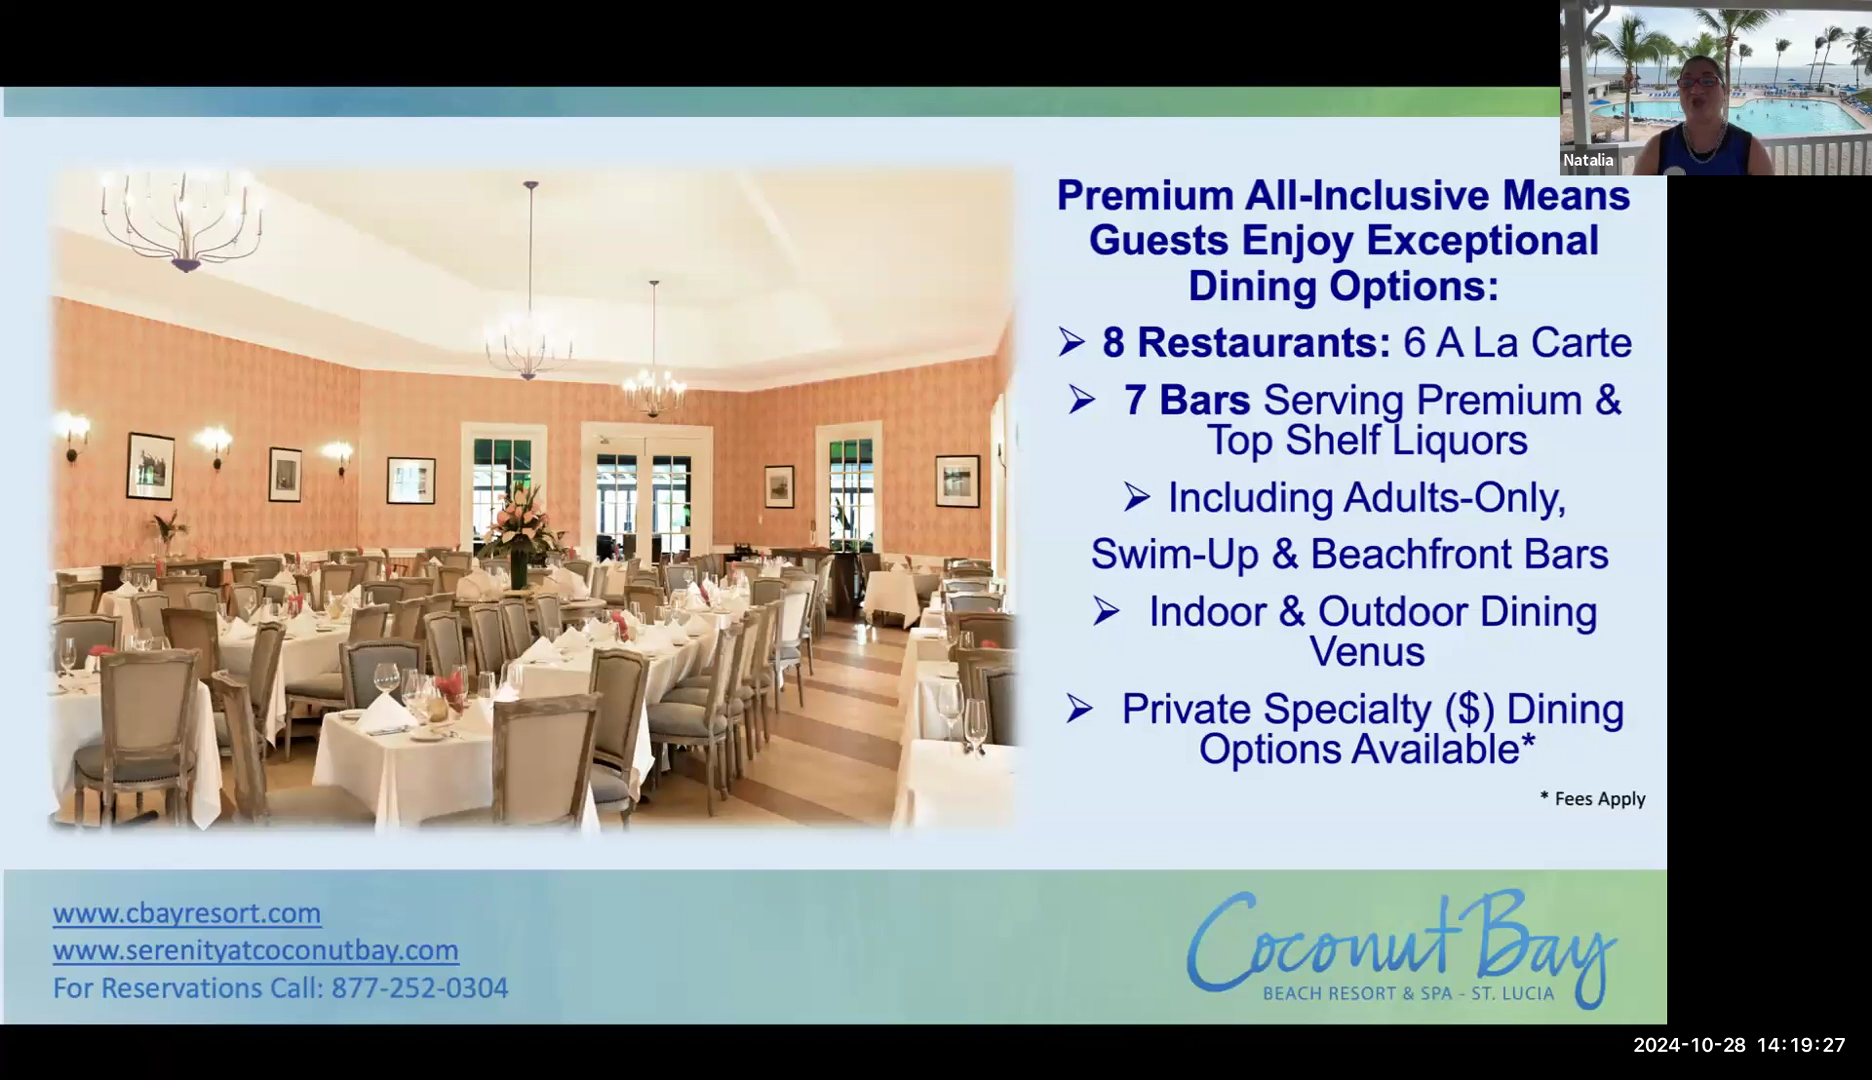 Natalia
Premium All-Inclusive Means
Guests Enjoy Exceptional
Dining Options:
➢ 8 Restaurants: 6 A La Carte
➢ 7 Bars Serving Premium &
Top Shelf Liquors
➢ Including Adults-Only,
Swim-Up & Beachfront Bars
➢ Indoor & Outdoor Dining
Venus
➢ Private Specialty ($) Dining
Options Available*
* Fees Apply
www.cbayresort.com
www.serenityatcoconutbay.com
For Reservations Call: 877-252-0304
Coconut Bay
BEACH RESORT & SPA - ST. LUCIA
2024-10-28 14:19:27